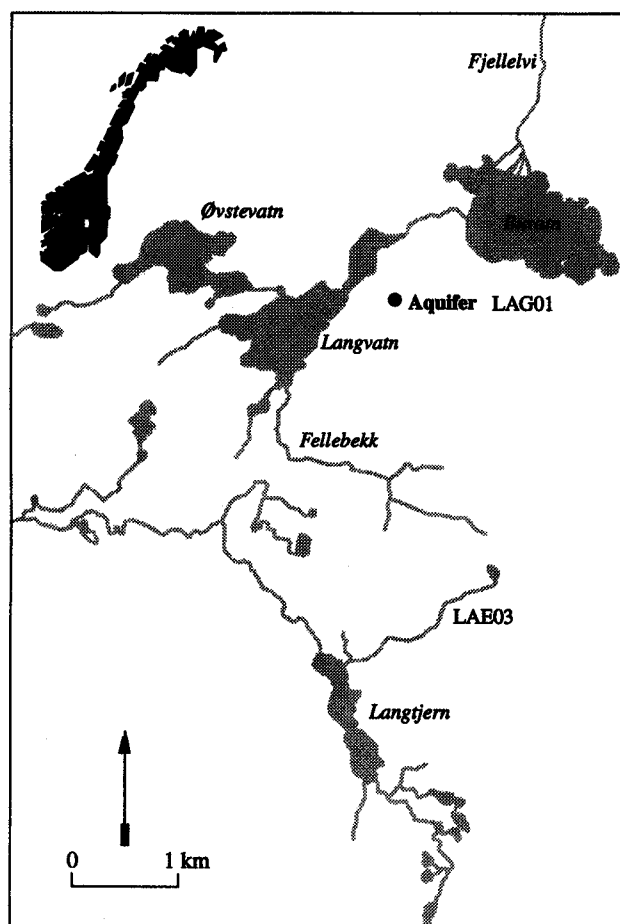 Fjellelvi
Øvstevatn
Aquifer LAG01
Langvatn
Fellebekk
LAE03
Langtjern
0 1 km